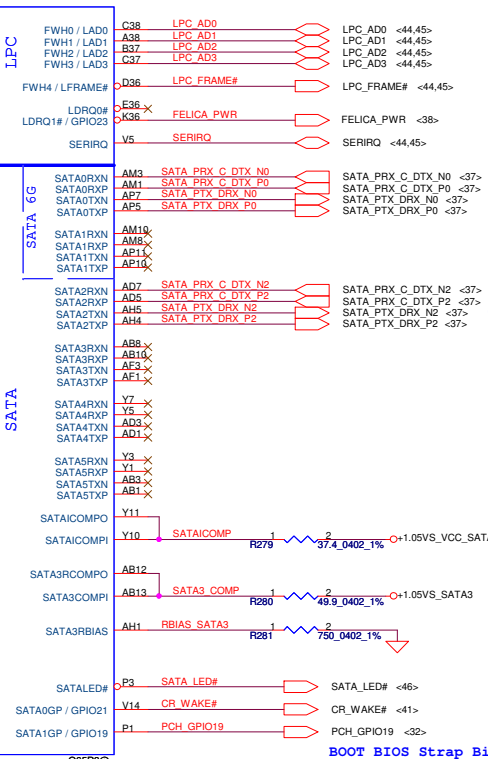 LPC
FWH0 / LAD0 C38 LPC_AD0 LPC_AD0 <44,45>
FWH1 / LAD1 A38 LPC_AD1 LPC_AD1 <44,45>
FWH2 / LAD2 B37 LPC_AD2 LPC_AD2 <44,45>
FWH3 / LAD3 C37 LPC_AD3 LPC_AD3 <44,45>
FWH4 / LFRAME# D36 LPC_FRAME# LPC_FRAME# <44,45>
LDRQ0# E36
LDRQ1# / GPIO23 K36 FELICA_PWR FELICA_PWR <38>
SERIRQ V5 SERIRQ SERIRQ <44,45>
SATA 6G
SATA0RXN AM3 SATA_PRX_C_DTX_N0 SATA_PRX_C_DTX_N0 <37>
SATA0RXP AM1 SATA_PRX_C_DTX_P0 SATA_PRX_C_DTX_P0 <37>
SATA0TXN AP7 SATA_PTX_DRX_N0 SATA_PTX_DRX_N0 <37>
SATA0TXP AP5 SATA_PTX_DRX_P0 SATA_PTX_DRX_P0 <37>
SATA1RXN AM10
SATA1RXP AM8
SATA1TXN AP11
SATA1TXP AP10
SATA
SATA2RXN AD7 SATA_PRX_C_DTX_N2 SATA_PRX_C_DTX_N2 <37>
SATA2RXP AD5 SATA_PRX_C_DTX_P2 SATA_PRX_C_DTX_P2 <37>
SATA2TXN AH5 SATA_PTX_DRX_N2 SATA_PTX_DRX_N2 <37>
SATA2TXP AH4 SATA_PTX_DRX_P2 SATA_PTX_DRX_P2 <37>
SATA3RXN AB8
SATA3RXP AB10
SATA3TXN AF3
SATA3TXP AF1
SATA4RXN Y7
SATA4RXP Y5
SATA4TXN AD3
SATA4TXP AD1
SATA5RXN Y3
SATA5RXP Y1
SATA5TXN AB3
SATA5TXP AB1
SATAICOMPO Y11
SATAICOMPI Y10 SATAICOMP R279 1 2 37.4_0402_1% +1.05VS_VCC_SATA
SATA3RCOMPO AB12
SATA3COMPI AB13 SATA3_COMP R280 1 2 49.9_0402_1% +1.05VS_SATA3
SATA3RBIAS AH1 RBIAS_SATA3 R281 1 2 750_0402_1%
SATALED# P3 SATA_LED# SATA_LED# <46>
SATA0GP / GPIO21 V14 CR_WAKE# CR_WAKE# <41>
SATA1GP / GPIO19 P1 PCH_GPIO19 PCH_GPIO19 <32>
BOOT BIOS Strap Bi